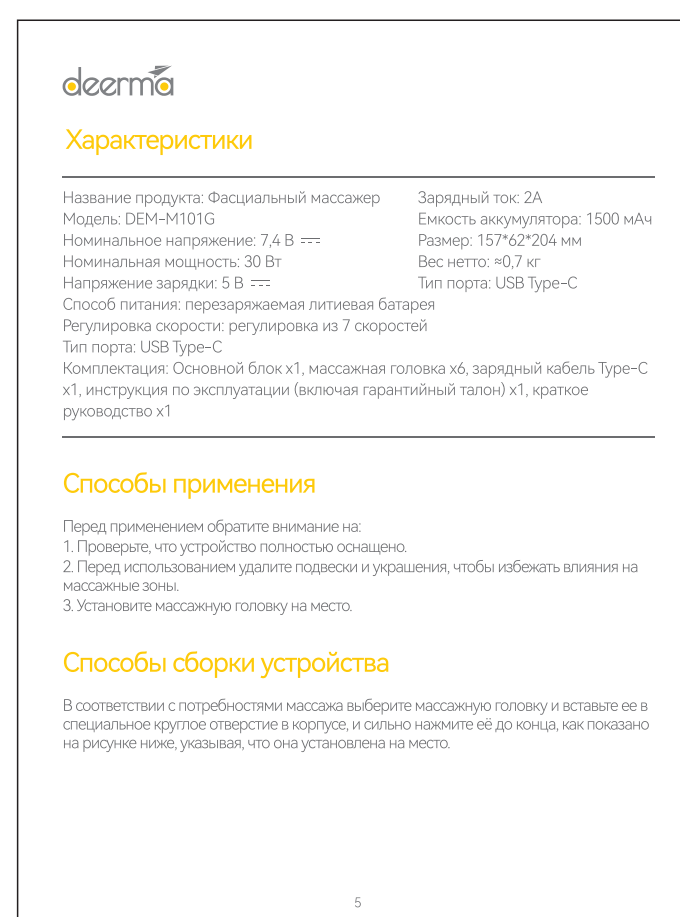 deerma
Характеристики
Название продукта: Фасциальный массажер
Зарядный ток: 2А
Модель: DEM-M101G
Емкость аккумулятора: 1500 мАч
Номинальное напряжение: 7,4 В ⎓
Размер: 157*62*204 мм
Номинальная мощность: 30 Вт
Вес нетто: ≈0,7 кг
Напряжение зарядки: 5 В ⎓
Тип порта: USB Type-C
Способ питания: перезаряжаемая литиевая батарея
Регулировка скорости: регулировка из 7 скоростей
Тип порта: USB Type-C
Комплектация: Основной блок x1, массажная головка x6, зарядный кабель Type-C
x1, инструкция по эксплуатации (включая гарантийный талон) x1, краткое
руководство x1
Способы применения
Перед применением обратите внимание на:
1. Проверьте, что устройство полностью оснащено.
2. Перед использованием удалите подвески и украшения, чтобы избежать влияния на
массажные зоны.
3. Установите массажную головку на место.
Способы сборки устройства
В соответствии с потребностями массажа выберите массажную головку и вставьте ее в
специальное круглое отверстие в корпусе, и сильно нажмите её до конца, как показано
на рисунке ниже, указывая, что она установлена на место.
5